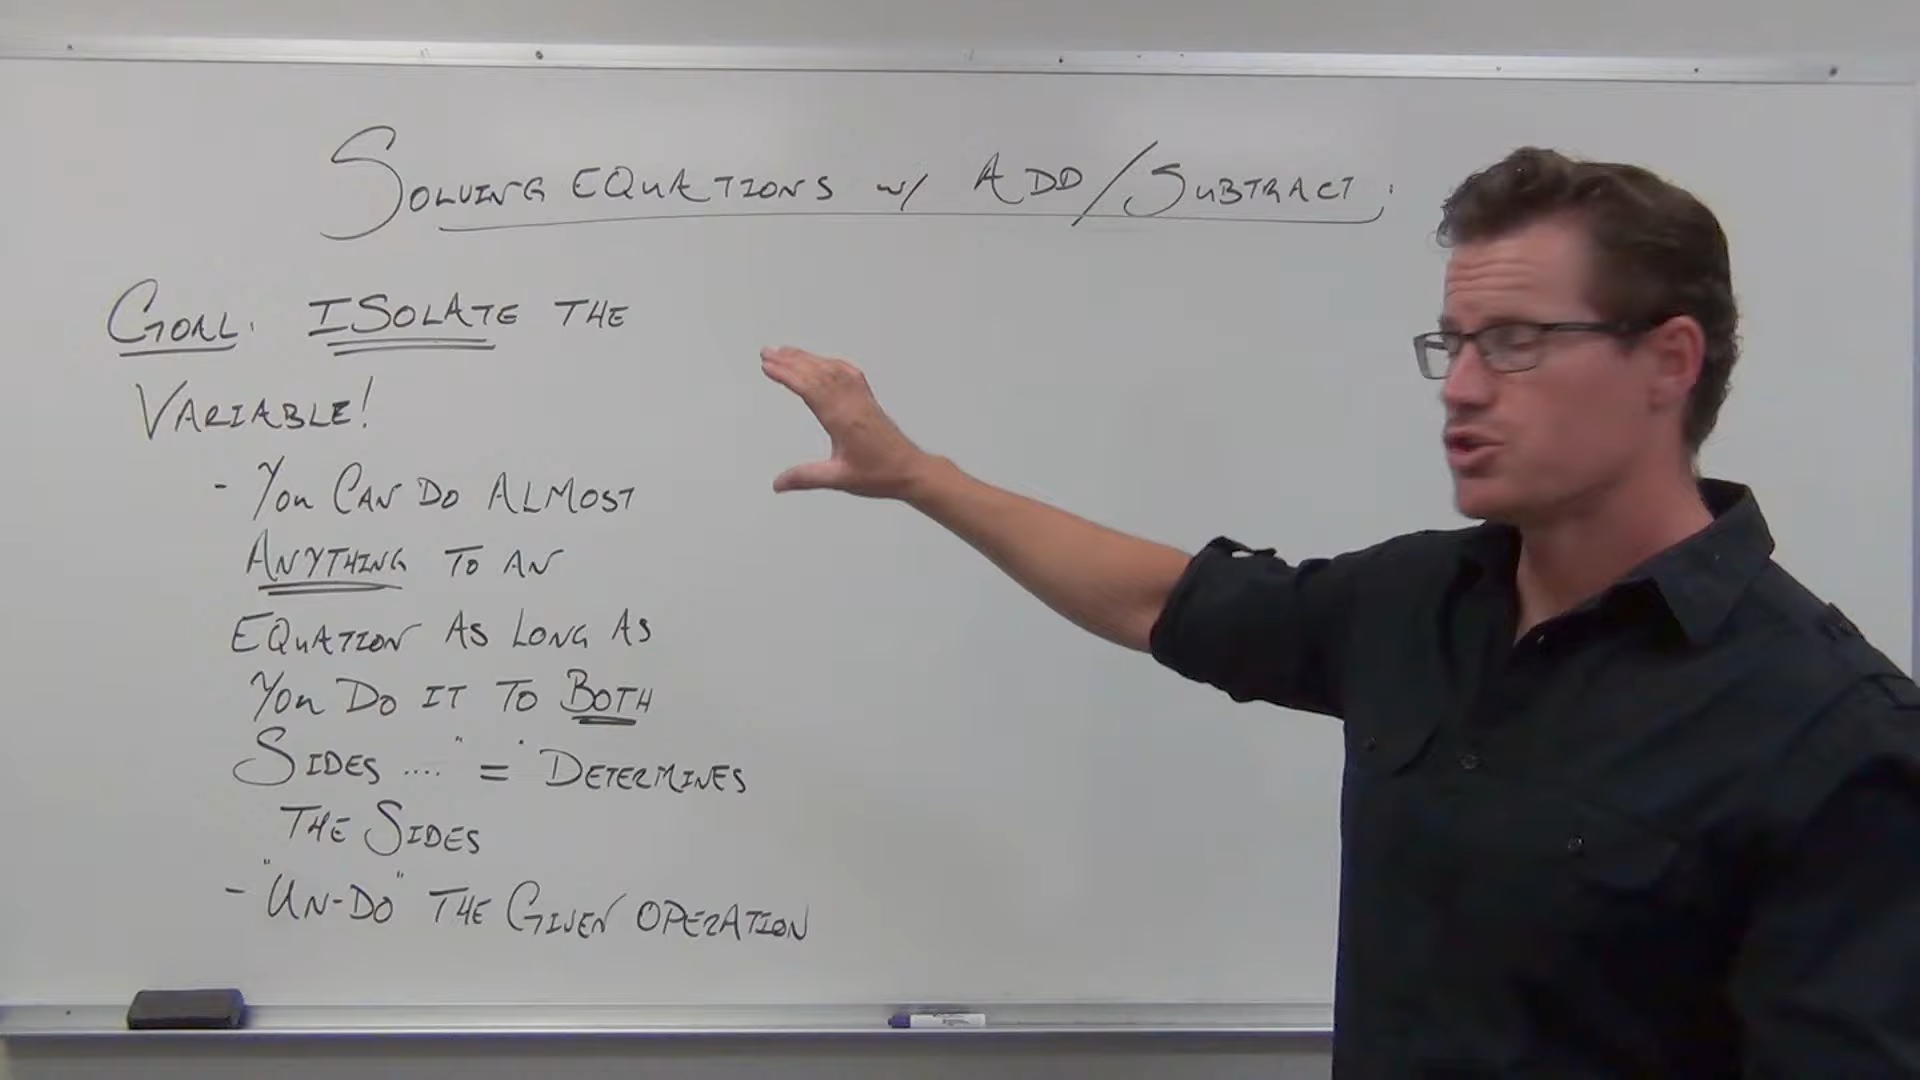 SOLVING EQUATIONS w/ ADD/SUBTRACT.
GOAL: ISOLATE THE
VARIABLE!
- YOU CAN DO ALMOST
ANYTHING TO AN
EQUATION AS LONG AS
YOU DO IT TO BOTH
SIDES .... "=" DETERMINES
THE SIDES
- "UN-DO" THE GIVEN OPERATION